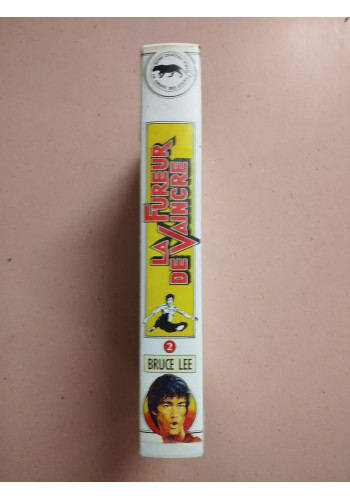 LA FUREUR
DE VAINCRE
2
BRUCE LEE